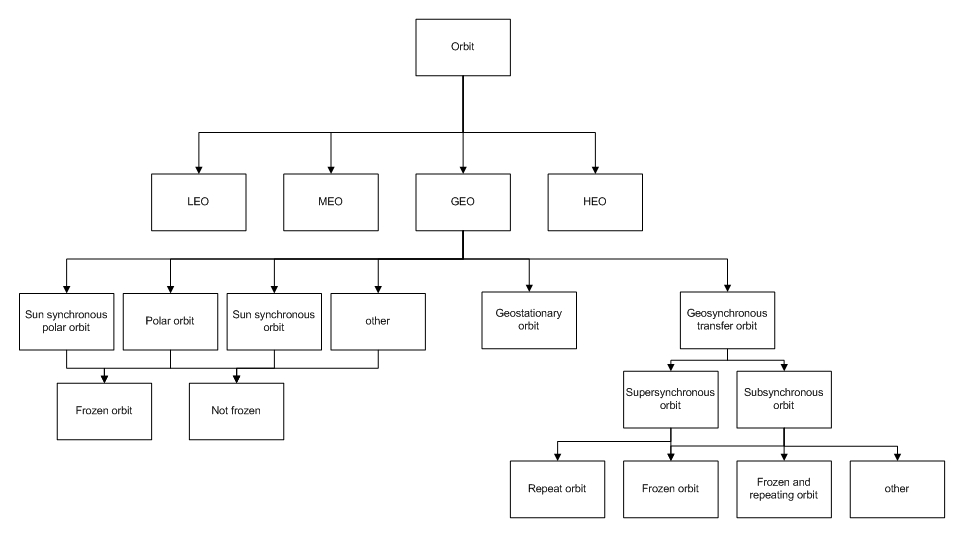 Orbit
LEO
MEO
GEO
HEO
Sun synchronous
polar orbit
Polar orbit
Sun synchronous
orbit
other
Geostationary
orbit
Geosynchronous
transfer orbit
Supersynchronous
orbit
Subsynchronous
orbit
Frozen orbit
Not frozen
Repeat orbit
Frozen orbit
Frozen and
repeating orbit
other